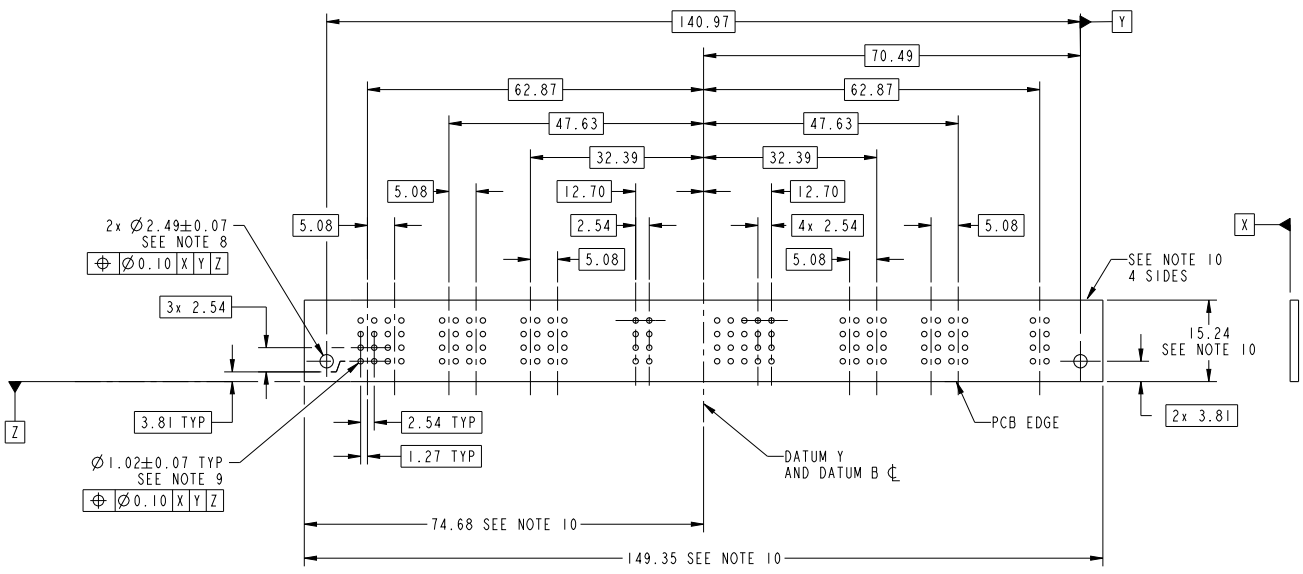 140.97
Y
70.49
62.87
62.87
47.63
47.63
32.39
32.39
5.08
12.70
12.70
5.08
2.54
4x 2.54
5.08
2x Ø2.49±0.07
SEE NOTE 8
⌖ Ø0.10 X Y Z
5.08
5.08
X
SEE NOTE 10
4 SIDES
3x 2.54
15.24
SEE NOTE 10
Z
3.81 TYP
2.54 TYP
PCB EDGE
2x 3.81
1.27 TYP
Ø1.02±0.07 TYP
SEE NOTE 9
⌖ Ø0.10 X Y Z
DATUM Y
AND DATUM B ℄
74.68 SEE NOTE 10
149.35 SEE NOTE 10